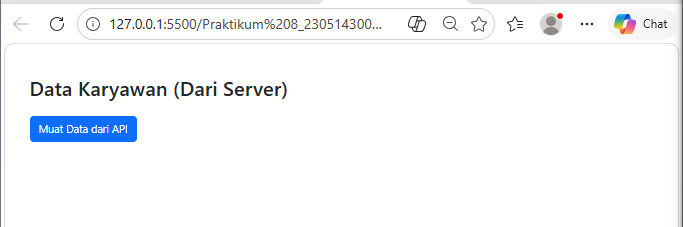 127.0.0.1:5500/Praktikum%208_230514300...
Chat
Data Karyawan (Dari Server)
Muat Data dari API